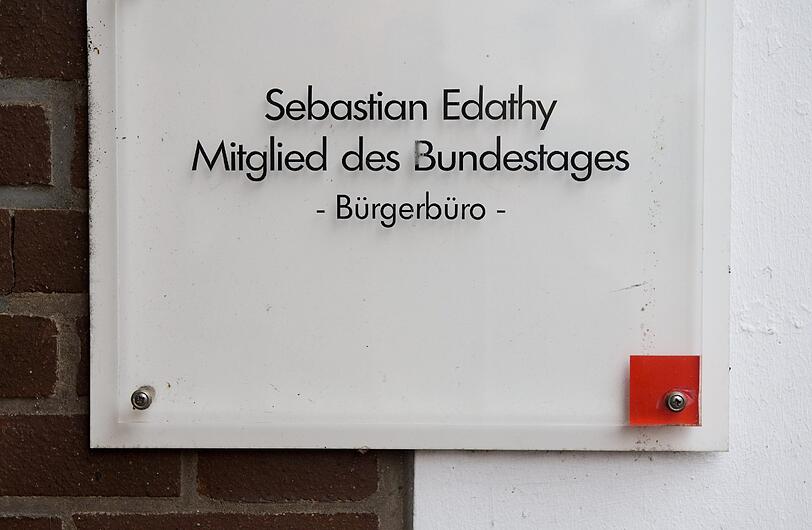 Sebastian Edathy
Mitglied des Bundestages
- Bürgerbüro -